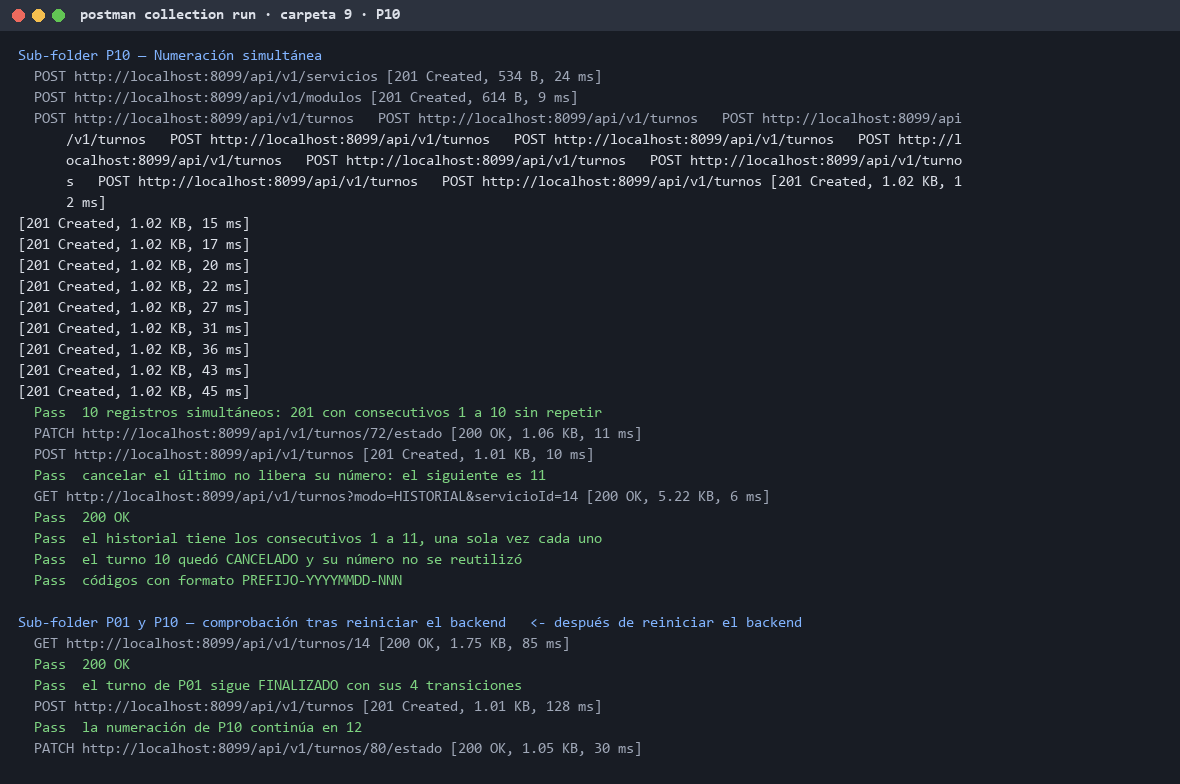 postman collection run · carpeta 9 · P10
Sub-folder P10 — Numeración simultánea
POST http://localhost:8099/api/v1/servicios [201 Created, 534 B, 24 ms]
POST http://localhost:8099/api/v1/modulos [201 Created, 614 B, 9 ms]
POST http://localhost:8099/api/v1/turnos   POST http://localhost:8099/api/v1/turnos   POST http://localhost:8099/api
/v1/turnos   POST http://localhost:8099/api/v1/turnos   POST http://localhost:8099/api/v1/turnos   POST http://l
ocalhost:8099/api/v1/turnos   POST http://localhost:8099/api/v1/turnos   POST http://localhost:8099/api/v1/turno
s   POST http://localhost:8099/api/v1/turnos   POST http://localhost:8099/api/v1/turnos [201 Created, 1.02 KB, 1
2 ms]
[201 Created, 1.02 KB, 15 ms]
[201 Created, 1.02 KB, 17 ms]
[201 Created, 1.02 KB, 20 ms]
[201 Created, 1.02 KB, 22 ms]
[201 Created, 1.02 KB, 27 ms]
[201 Created, 1.02 KB, 31 ms]
[201 Created, 1.02 KB, 36 ms]
[201 Created, 1.02 KB, 43 ms]
[201 Created, 1.02 KB, 45 ms]
Pass  10 registros simultáneos: 201 con consecutivos 1 a 10 sin repetir
PATCH http://localhost:8099/api/v1/turnos/72/estado [200 OK, 1.06 KB, 11 ms]
POST http://localhost:8099/api/v1/turnos [201 Created, 1.01 KB, 10 ms]
Pass  cancelar el último no libera su número: el siguiente es 11
GET http://localhost:8099/api/v1/turnos?modo=HISTORIAL&servicioId=14 [200 OK, 5.22 KB, 6 ms]
Pass  200 OK
Pass  el historial tiene los consecutivos 1 a 11, una sola vez cada uno
Pass  el turno 10 quedó CANCELADO y su número no se reutilizó
Pass  códigos con formato PREFIJO-YYYYMMDD-NNN
Sub-folder P01 y P10 — comprobación tras reiniciar el backend   <- después de reiniciar el backend
GET http://localhost:8099/api/v1/turnos/14 [200 OK, 1.75 KB, 85 ms]
Pass  200 OK
Pass  el turno de P01 sigue FINALIZADO con sus 4 transiciones
POST http://localhost:8099/api/v1/turnos [201 Created, 1.01 KB, 128 ms]
Pass  la numeración de P10 continúa en 12
PATCH http://localhost:8099/api/v1/turnos/80/estado [200 OK, 1.05 KB, 30 ms]